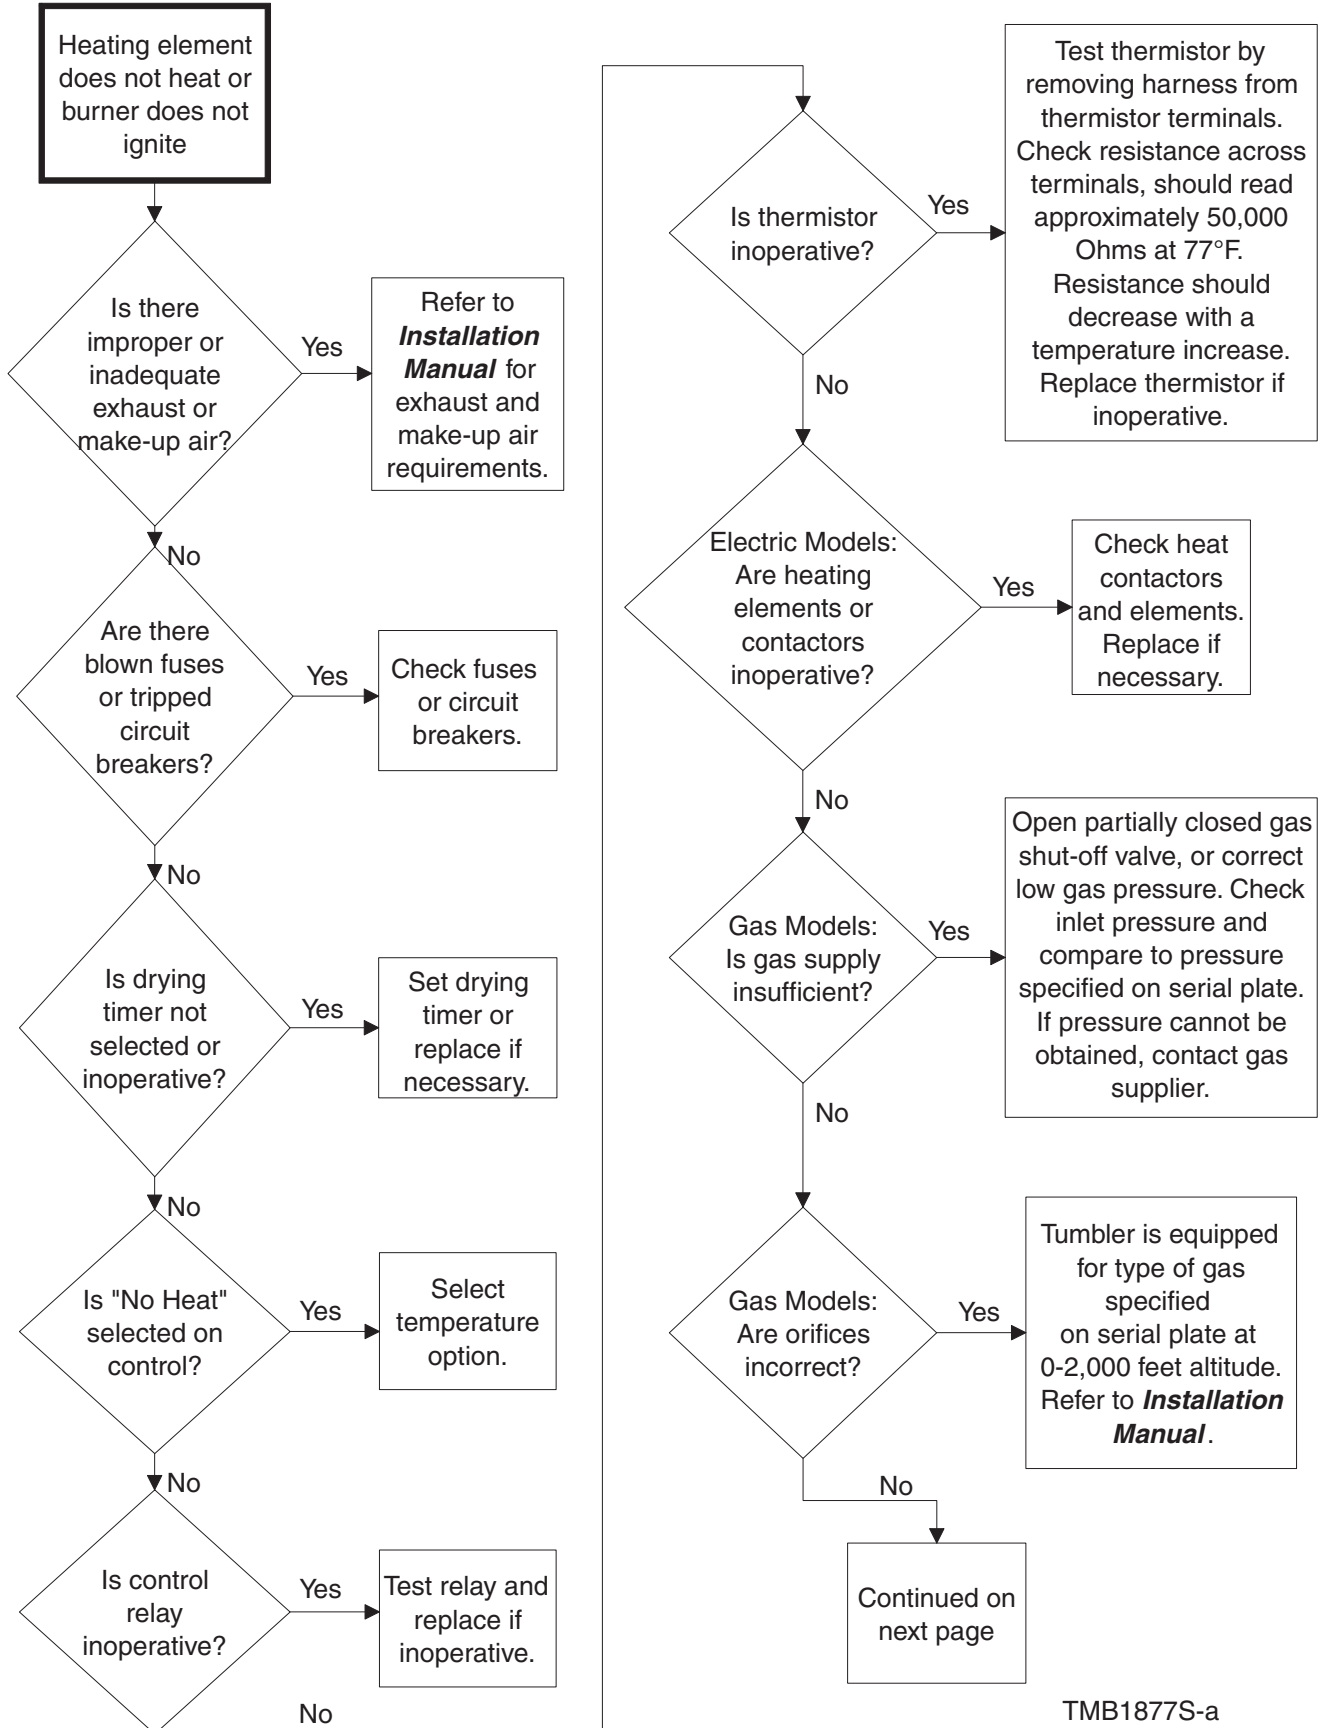 Heating element
does not heat or
burner does not
ignite
Is there
improper or
inadequate
exhaust or
make-up air?
Yes
Refer to
Installation
Manual for
exhaust and
make-up air
requirements.
No
Are there
blown fuses
or tripped
circuit
breakers?
Yes
Check fuses
or circuit
breakers.
No
Is drying
timer not
selected or
inoperative?
Yes
Set drying
timer or
replace if
necessary.
No
Is "No Heat"
selected on
control?
Yes
Select
temperature
option.
No
Is control
relay
inoperative?
Yes
Test relay and
replace if
inoperative.
No
Is thermistor
inoperative?
Yes
Test thermistor by
removing harness from
thermistor terminals.
Check resistance across
terminals, should read
approximately 50,000
Ohms at 77°F.
Resistance should
decrease with a
temperature increase.
Replace thermistor if
inoperative.
No
Electric Models:
Are heating
elements or
contactors
inoperative?
Yes
Check heat
contactors
and elements.
Replace if
necessary.
No
Gas Models:
Is gas supply
insufficient?
Yes
Open partially closed gas
shut-off valve, or correct
low gas pressure. Check
inlet pressure and
compare to pressure
specified on serial plate.
If pressure cannot be
obtained, contact gas
supplier.
No
Gas Models:
Are orifices
incorrect?
Yes
Tumbler is equipped
for type of gas
specified
on serial plate at
0-2,000 feet altitude.
Refer to Installation
Manual.
No
Continued on
next page
TMB1877S-a